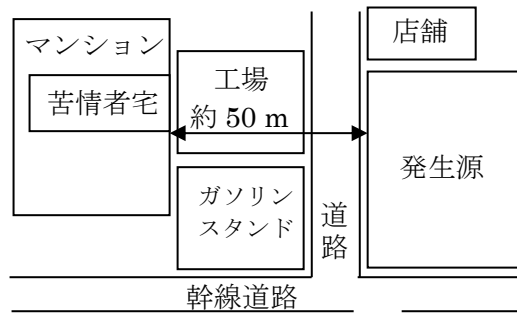 マンション
苦情者宅
工場
約 50 m
ガソリン
スタンド
道路
店舗
発生源
幹線道路